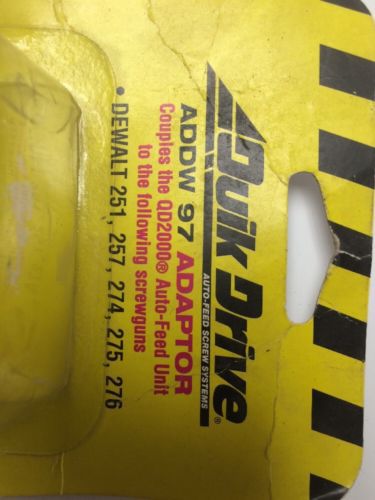 Quik Drive®
AUTO-FEED SCREW SYSTEMS
ADDW 97 ADAPTOR
Couples the QD2000® Auto-Feed Unit
to the following screwguns
• DEWALT 251, 257, 274, 275, 276